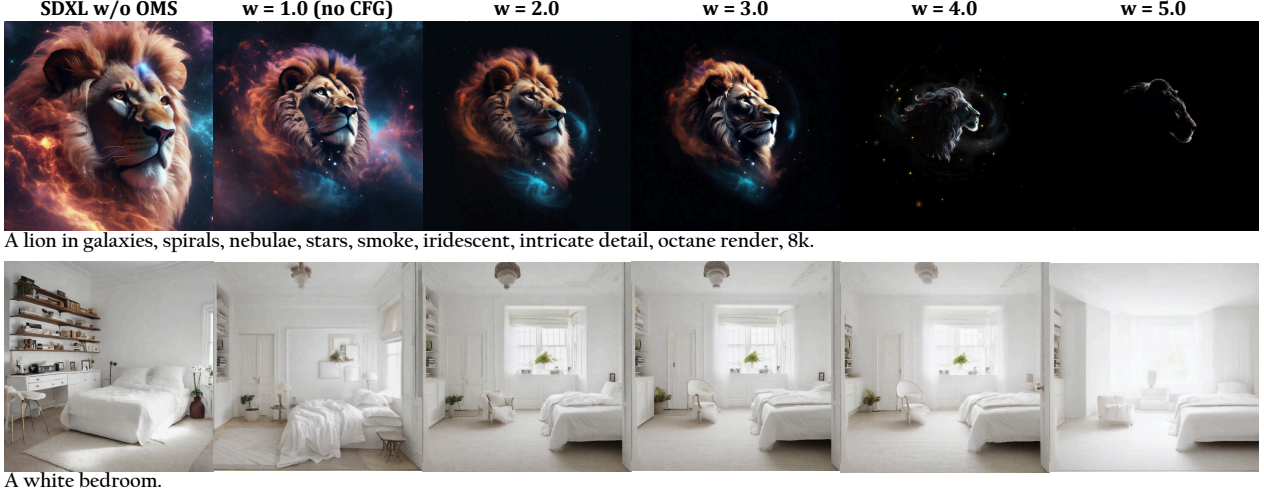 SDXL w/o OMS w = 1.0 (no CFG) w = 2.0 w = 3.0 w = 4.0 w = 5.0
A lion in galaxies, spirals, nebulae, stars, smoke, iridescent, intricate detail, octane render, 8k.
A white bedroom.